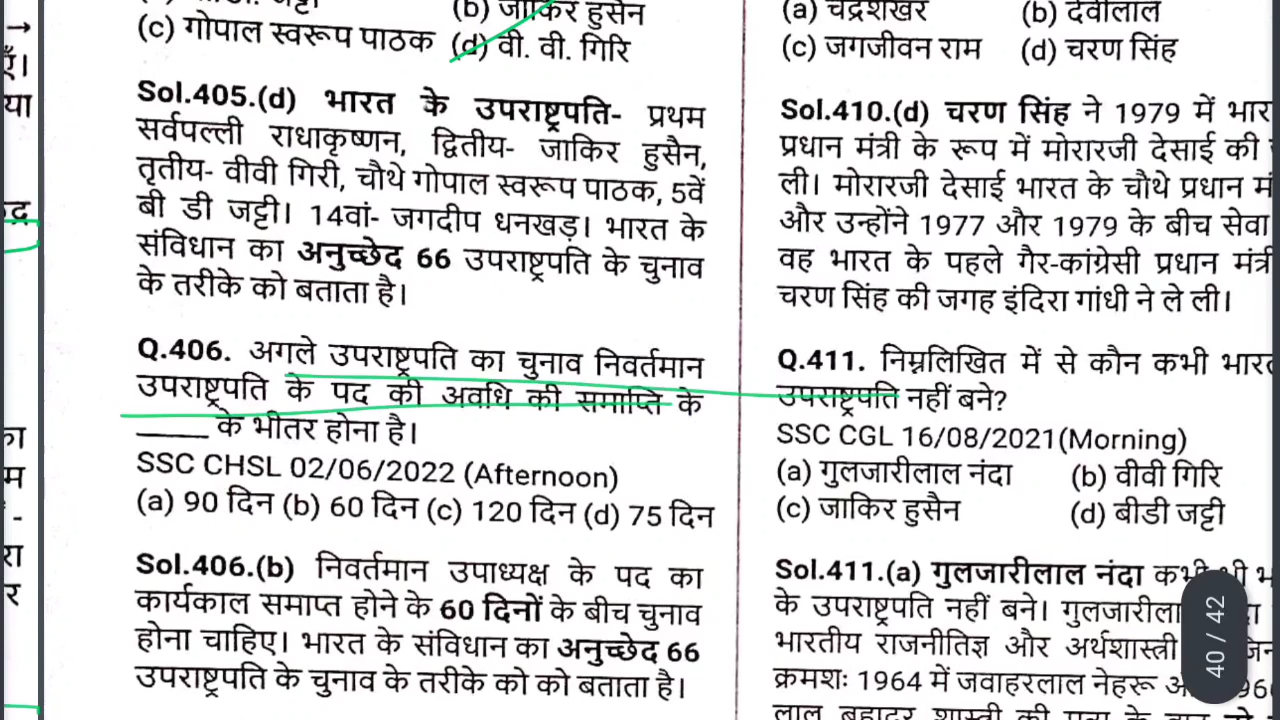 (b) जाकिर हुसैन
(c) गोपाल स्वरूप पाठक (d) वी. वी. गिरि
Sol.405.(d) भारत के उपराष्ट्रपति- प्रथम
सर्वपल्ली राधाकृष्णन, द्वितीय- जाकिर हुसैन,
तृतीय- वीवी गिरी, चौथे गोपाल स्वरूप पाठक, 5वें
बी डी जट्टी। 14वां- जगदीप धनखड़। भारत के
संविधान का अनुच्छेद 66 उपराष्ट्रपति के चुनाव
के तरीके को बताता है।
Q.406. अगले उपराष्ट्रपति का चुनाव निवर्तमान
उपराष्ट्रपति के पद की अवधि की समाप्ति के
_____ के भीतर होना है।
SSC CHSL 02/06/2022 (Afternoon)
(a) 90 दिन (b) 60 दिन (c) 120 दिन (d) 75 दिन
Sol.406.(b) निवर्तमान उपाध्यक्ष के पद का
कार्यकाल समाप्त होने के 60 दिनों के बीच चुनाव
होना चाहिए। भारत के संविधान का अनुच्छेद 66
उपराष्ट्रपति के चुनाव के तरीके को को बताता है।
(a) चंद्रशेखर (b) देवीलाल
(c) जगजीवन राम (d) चरण सिंह
Sol.410.(d) चरण सिंह ने 1979 में
प्रधान मंत्री के रूप में मोरारजी देसाई की
ली। मोरारजी देसाई भारत के चौथे प्रधान
और उन्होंने 1977 और 1979 के बीच सेवा
वह भारत के पहले गैर-कांग्रेसी प्रधान मंत्री
चरण सिंह की जगह इंदिरा गांधी ने ले ली।
Q.411. निम्नलिखित में से कौन कभी
उपराष्ट्रपति नहीं बने?
SSC CGL 16/08/2021(Morning)
(a) गुलजारीलाल नंदा (b) वीवी गिरि
(c) जाकिर हुसैन (d) बीडी जट्टी
Sol.411.(a) गुलजारीलाल नंदा
के उपराष्ट्रपति नहीं बने।
भारतीय राजनीतिज्ञ और अर्थशास्त्री
क्रमशः 1964 में जवाहरलाल नेहरू
लाल बहादुर शास्त्री की मृत्यु के बाद
40 / 42